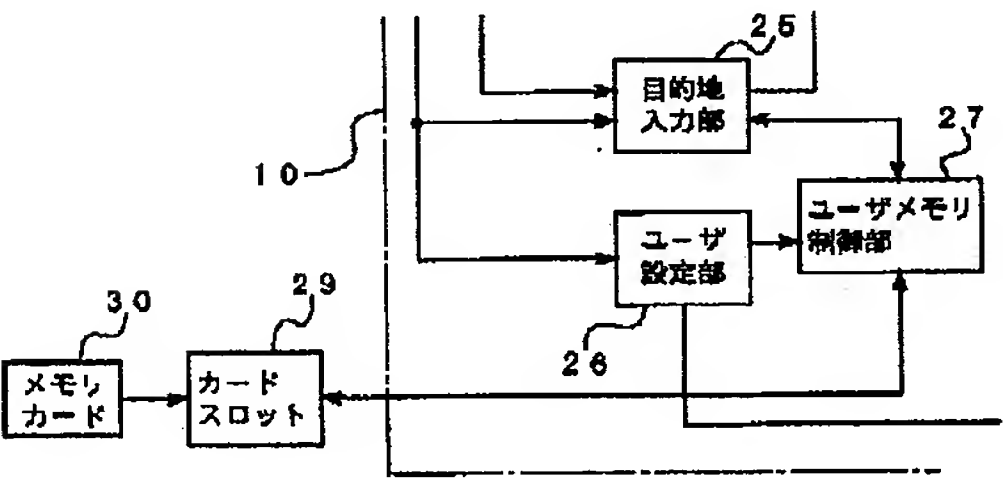 25
目的地
入力部
27
10
ユーザメモリ
制御部
ユーザ
設定部
26
30
29
メモリ
カード
カード
スロット